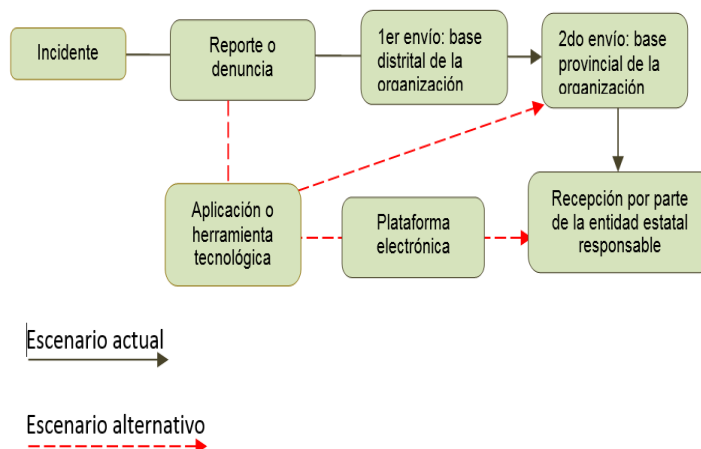 Incidente
Reporte o
denuncia
1er envío: base
distrital de la
organización
2do envío: base
provincial de la
organización
Aplicación o
herramienta
tecnológica
Plataforma
electrónica
Recepción por parte
de la entidad estatal
responsable
Escenario actual
Escenario alternativo